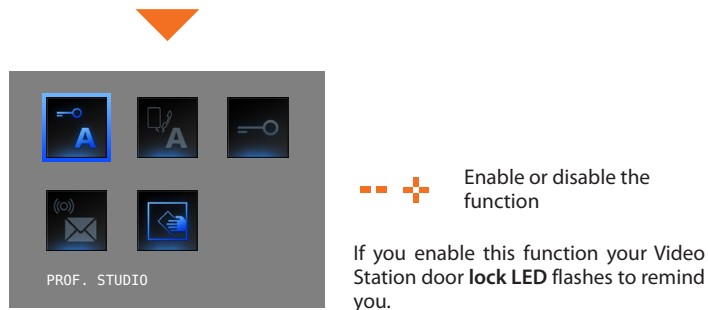 A
A
PROF. STUDIO
Enable or disable the
function
If you enable this function your Video
Station door lock LED flashes to remind
you.